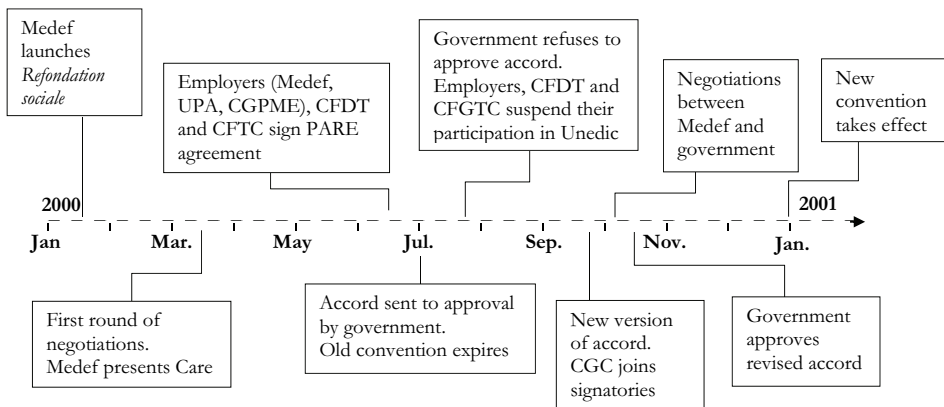 Medef
launches
Refondation
sociale
Employers (Medef,
UPA, CGPME), CFDT
and CFTC sign PARE
agreement
Government refuses to
approve accord.
Employers, CFDT and
CFGTC suspend their
participation in Unedic
Negotiations
between
Medef and
government
New
convention
takes effect
2000
2001
Jan
Mar.
May
Jul.
Sep.
Nov.
Jan.
First round of
negotiations.
Medef presents Care
Accord sent to approval
by government.
Old convention expires
New version
of accord.
CGC joins
signatories
Government
approves
revised accord